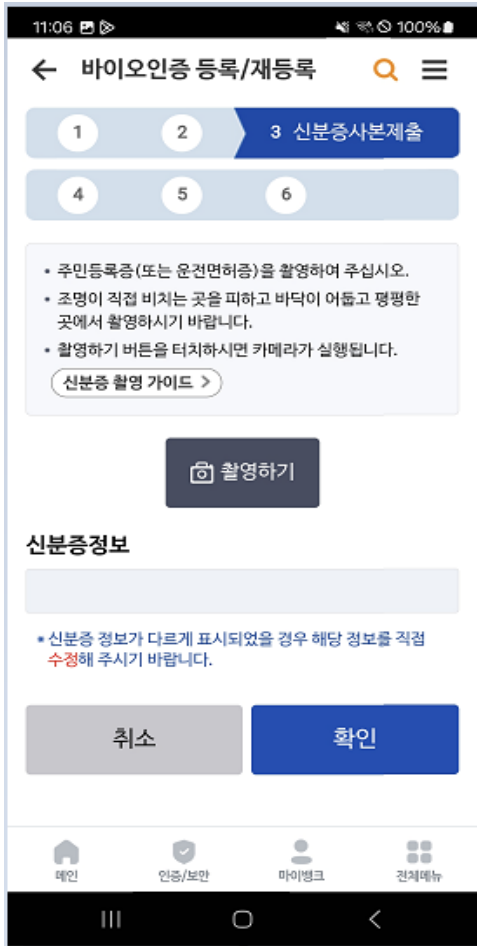 11:06 100%
바이오인증 등록/재등록
1 2 3 신분증사본제출
4 5 6
• 주민등록증(또는 운전면허증)을 촬영하여 주십시오.
• 조명이 직접 비치는 곳을 피하고 바닥이 어둡고 평평한
곳에서 촬영하시기 바랍니다.
• 촬영하기 버튼을 터치하시면 카메라가 실행됩니다.
신분증 촬영 가이드 >
촬영하기
신분증정보
• 신분증 정보가 다르게 표시되었을 경우 해당 정보를 직접
수정해 주시기 바랍니다.
취소 확인
메인 인증/보안 마이뱅크 전체메뉴